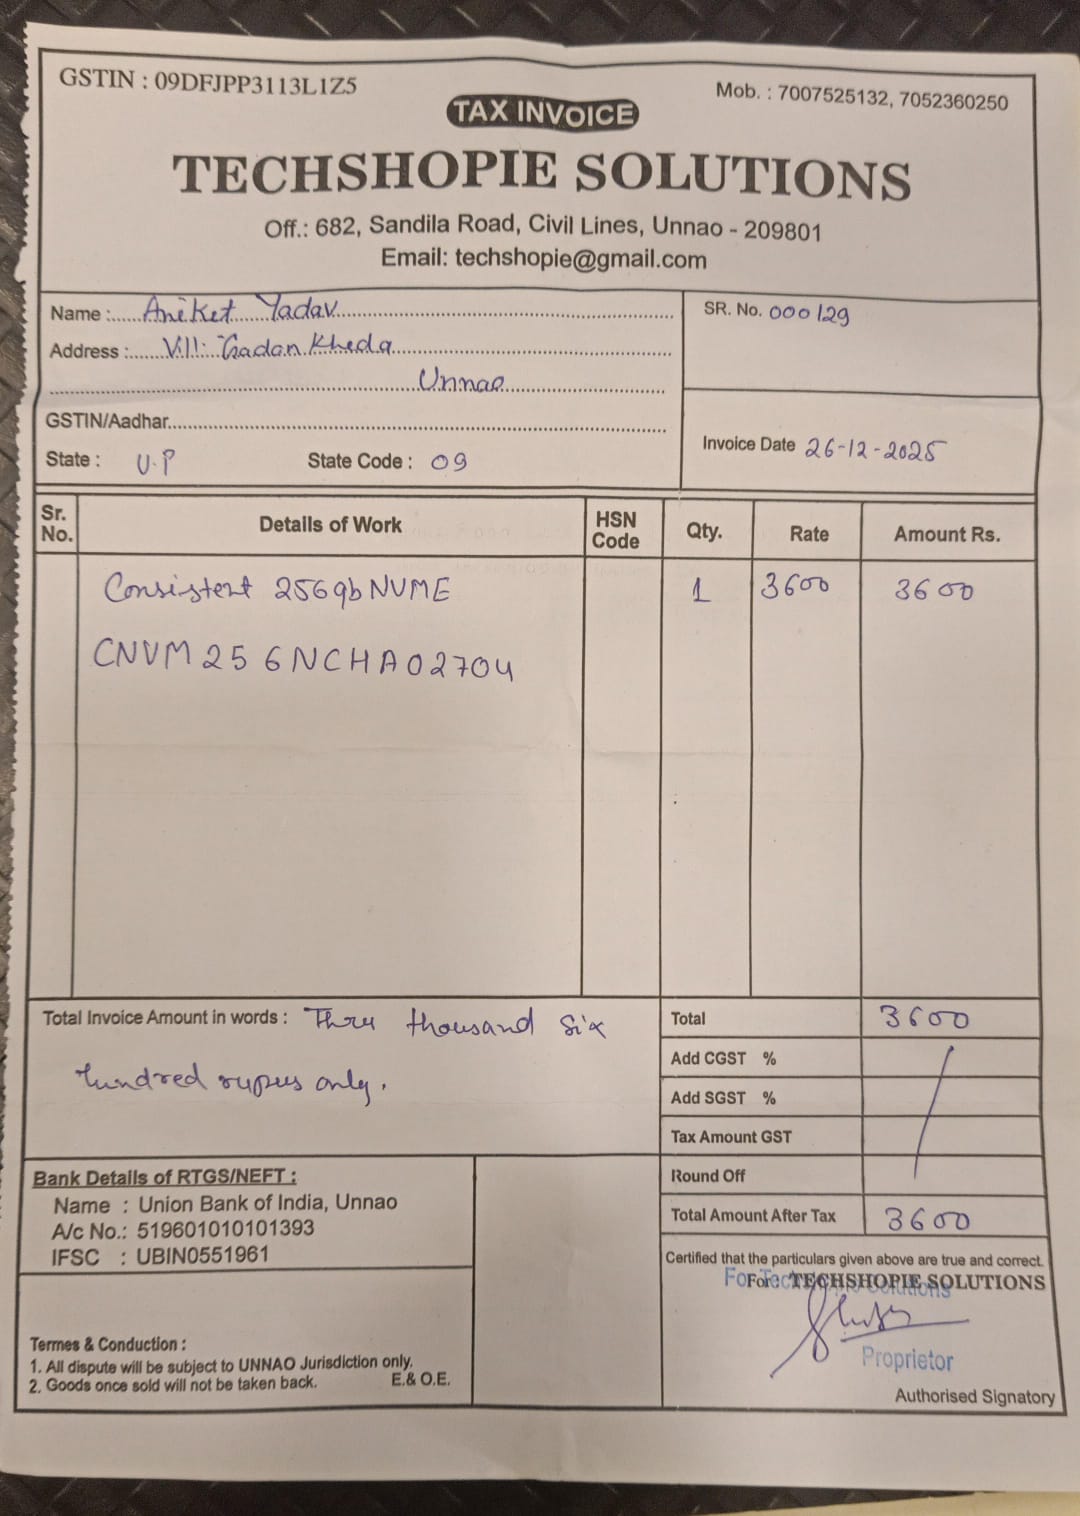 GSTIN : 09DFJPP3113L1Z5
Mob. : 7007525132, 7052360250
TAX INVOICE
TECHSHOPIE SOLUTIONS
Off.: 682, Sandila Road, Civil Lines, Unnao - 209801
Email: techshopie@gmail.com
Name : Aniket Yadav
SR. No. 000129
Address : Vill: Gadan Kheda
Unnao
GSTIN/Aadhar
Invoice Date 26-12-2025
State : U.P State Code : 09
Sr. No. Details of Work HSN Code Qty. Rate Amount Rs.
Consistent 256gb NVME 1 3600 3600
CNVM256NCHA02704
Total Invoice Amount in words : Three thousand six
hundred rupees only.
Total 3600
Add CGST %
Add SGST %
Tax Amount GST
Round Off
Total Amount After Tax 3600
Bank Details of RTGS/NEFT :
Name : Union Bank of India, Unnao
A/c No.: 519601010101393
IFSC : UBIN0551961
Certified that the particulars given above are true and correct.
For TECHSHOPIE SOLUTIONS
Proprietor
Authorised Signatory
Termes & Conduction :
1. All dispute will be subject to UNNAO Jurisdiction only.
2. Goods once sold will not be taken back. E.& O.E.